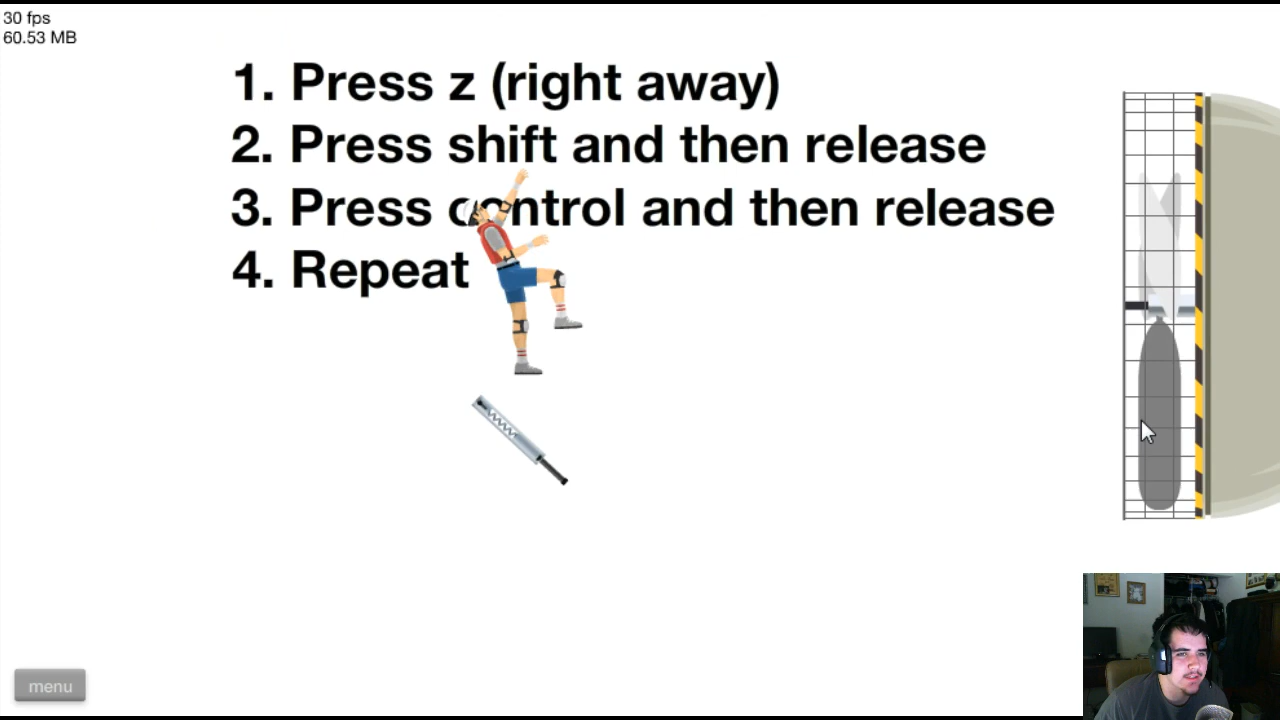 30 fps
60.53 MB
1. Press z (right away)
2. Press shift and then release
3. Press control and then release
4. Repeat
menu